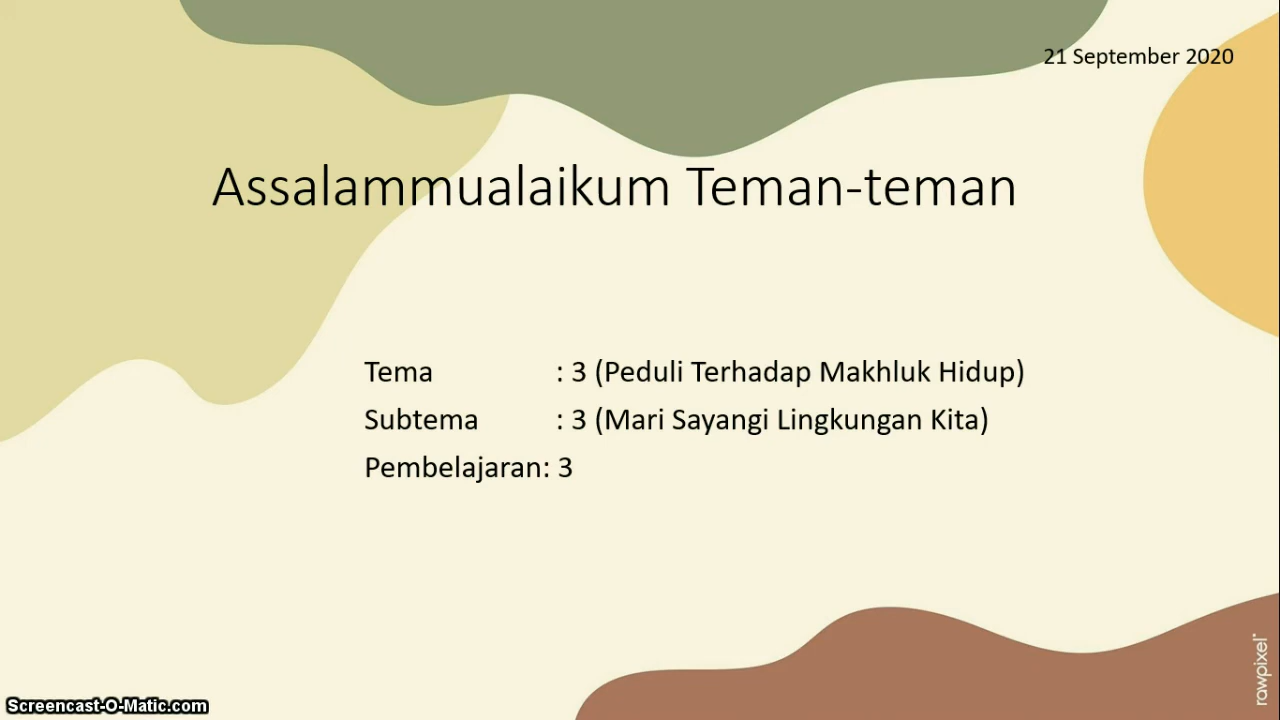 21 September 2020
Assalammualaikum Teman-teman
Tema : 3 (Peduli Terhadap Makhluk Hidup)
Subtema : 3 (Mari Sayangi Lingkungan Kita)
Pembelajaran: 3
rawpixel
Screencast-O-Matic.com